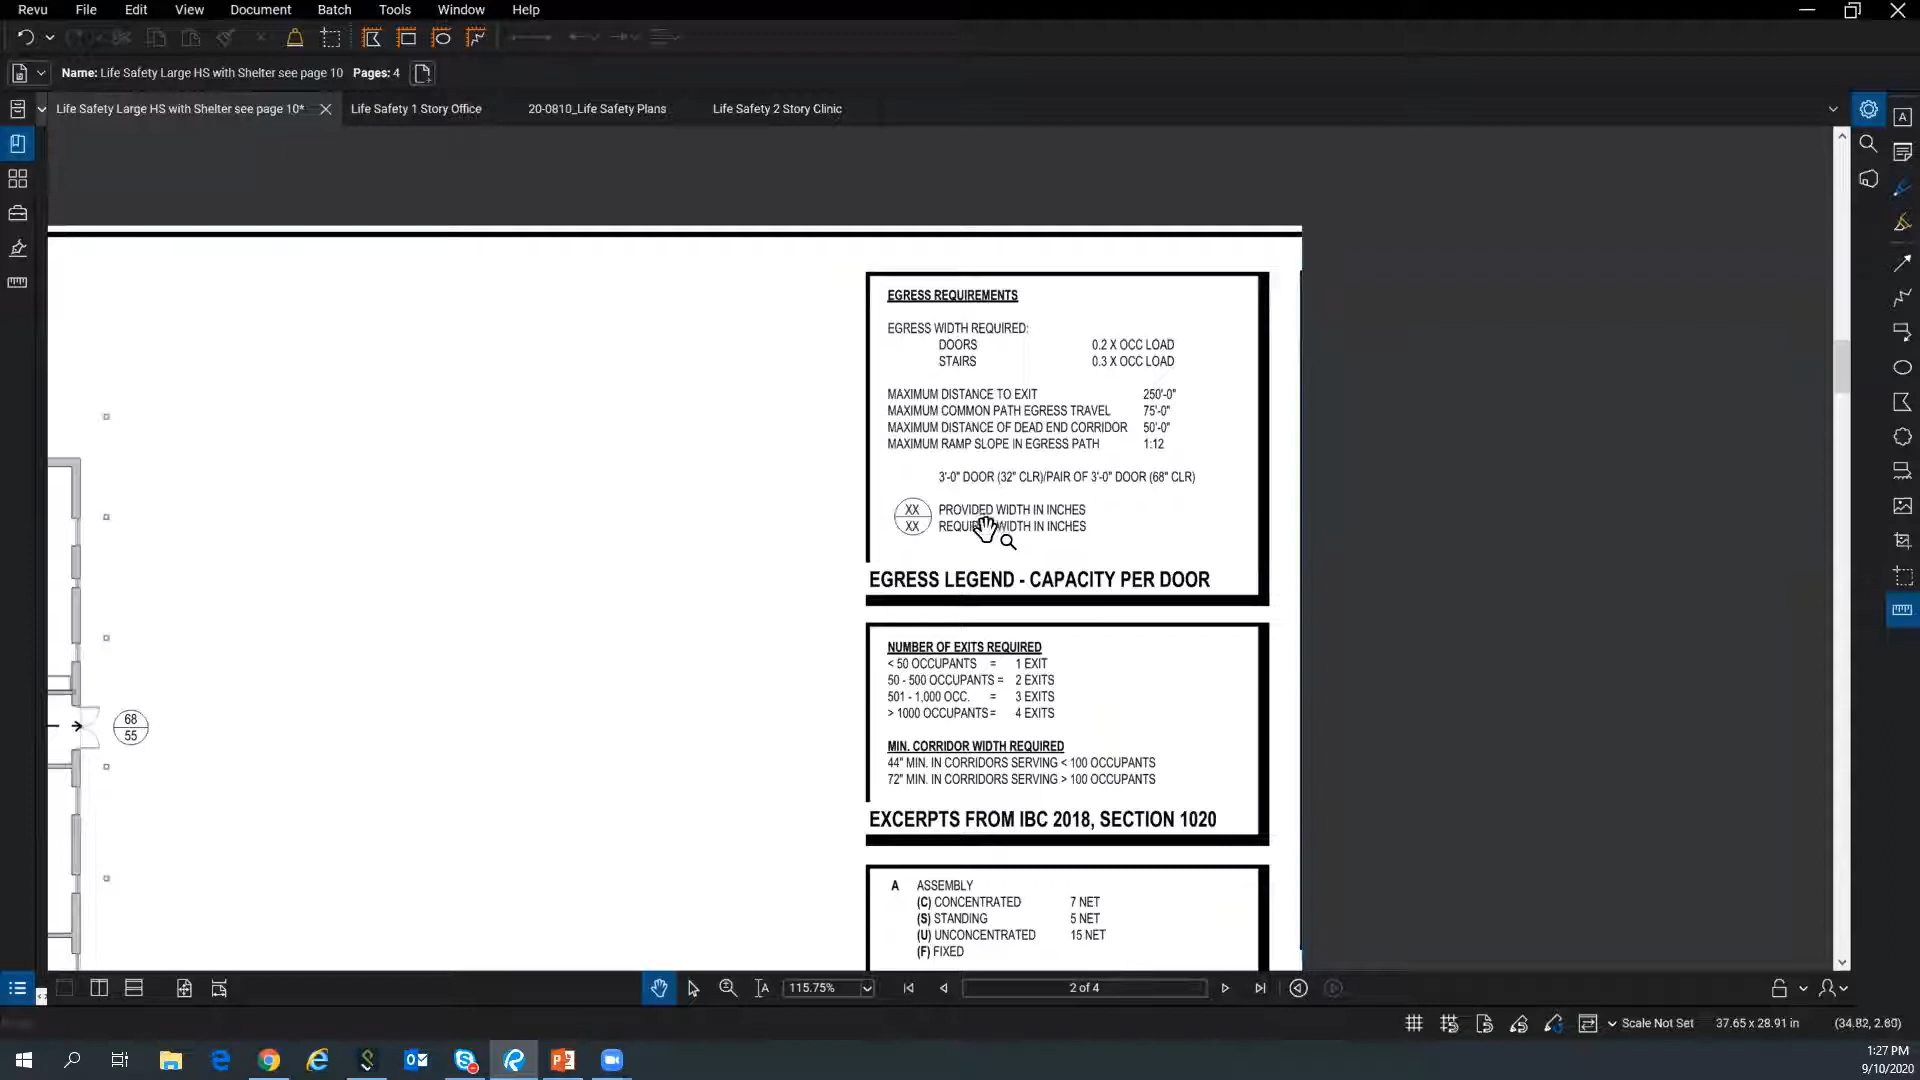 Revu File Edit View Document Batch Tools Window Help
Name: Life Safety Large HS with Shelter see page 10 Pages: 4
Life Safety Large HS with Shelter see page 10* Life Safety 1 Story Office 20-0810_Life Safety Plans Life Safety 2 Story Clinic
EGRESS REQUIREMENTS
EGRESS WIDTH REQUIRED:
DOORS 0.2 X OCC LOAD
STAIRS 0.3 X OCC LOAD
MAXIMUM DISTANCE TO EXIT 250'-0"
MAXIMUM COMMON PATH EGRESS TRAVEL 75'-0"
MAXIMUM DISTANCE OF DEAD END CORRIDOR 50'-0"
MAXIMUM RAMP SLOPE IN EGRESS PATH 1:12
3'-0" DOOR (32" CLR)/PAIR OF 3'-0" DOOR (68" CLR)
XX PROVIDED WIDTH IN INCHES
XX WIDTH IN INCHES
EGRESS LEGEND - CAPACITY PER DOOR
NUMBER OF EXITS REQUIRED
< 50 OCCUPANTS = 1 EXIT
50 - 500 OCCUPANTS = 2 EXITS
501 - 1,000 OCC. = 3 EXITS
> 1000 OCCUPANTS = 4 EXITS
MIN. CORRIDOR WIDTH REQUIRED
44" MIN. IN CORRIDORS SERVING < 100 OCCUPANTS
72" MIN. IN CORRIDORS SERVING > 100 OCCUPANTS
EXCERPTS FROM IBC 2018, SECTION 1020
A ASSEMBLY
(C) CONCENTRATED 7 NET
(S) STANDING 5 NET
(U) UNCONCENTRATED 15 NET
(F) FIXED
68
55
115.75% 2 of 4
Scale Not Set 37.65 x 28.91 in (34.82, 2.60)
1:27 PM
9/10/2020